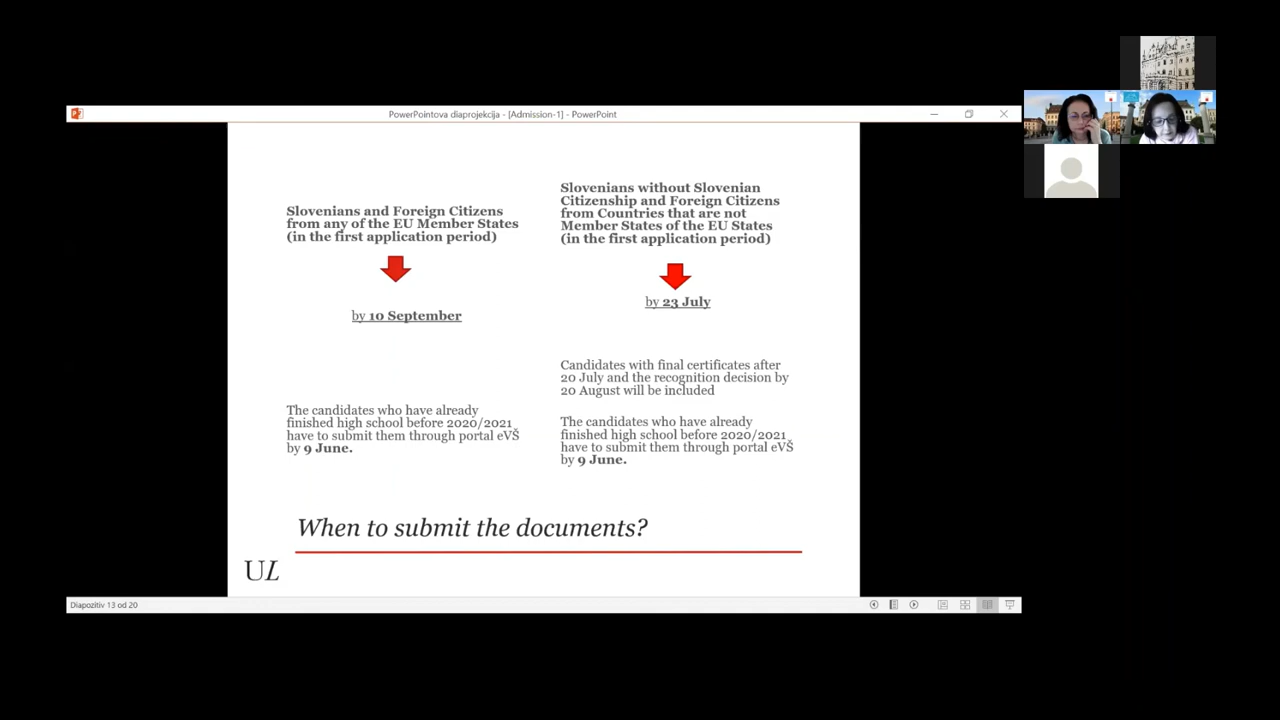 PowerPointova diaprojekcija - [Admission-1] - PowerPoint
Slovenians and Foreign Citizens
from any of the EU Member States
(in the first application period)
by 10 September
The candidates who have already
finished high school before 2020/2021
have to submit them through portal eVŠ
by 9 June.
Slovenians without Slovenian
Citizenship and Foreign Citizens
from Countries that are not
Member States of the EU States
(in the first application period)
by 23 July
Candidates with final certificates after
20 July and the recognition decision by
20 August will be included
The candidates who have already
finished high school before 2020/2021
have to submit them through portal eVŠ
by 9 June.
When to submit the documents?
UL
Diapozitiv 13 od 20